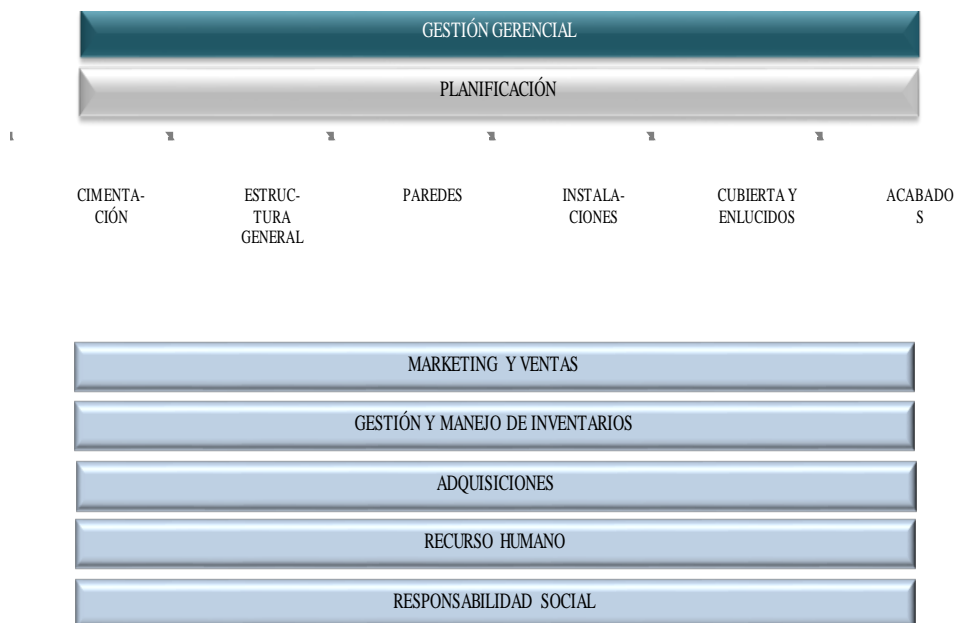 GESTIÓN GERENCIAL
PLANIFICACIÓN
CIMENTA-
CIÓN
ESTRUC-
TURA
GENERAL
PAREDES
INSTALA-
CIONES
CUBIERTA Y
ENLUCIDOS
ACABADO
S
MARKETING Y VENTAS
GESTIÓN Y MANEJO DE INVENTARIOS
ADQUISICIONES
RECURSO HUMANO
RESPONSABILIDAD SOCIAL